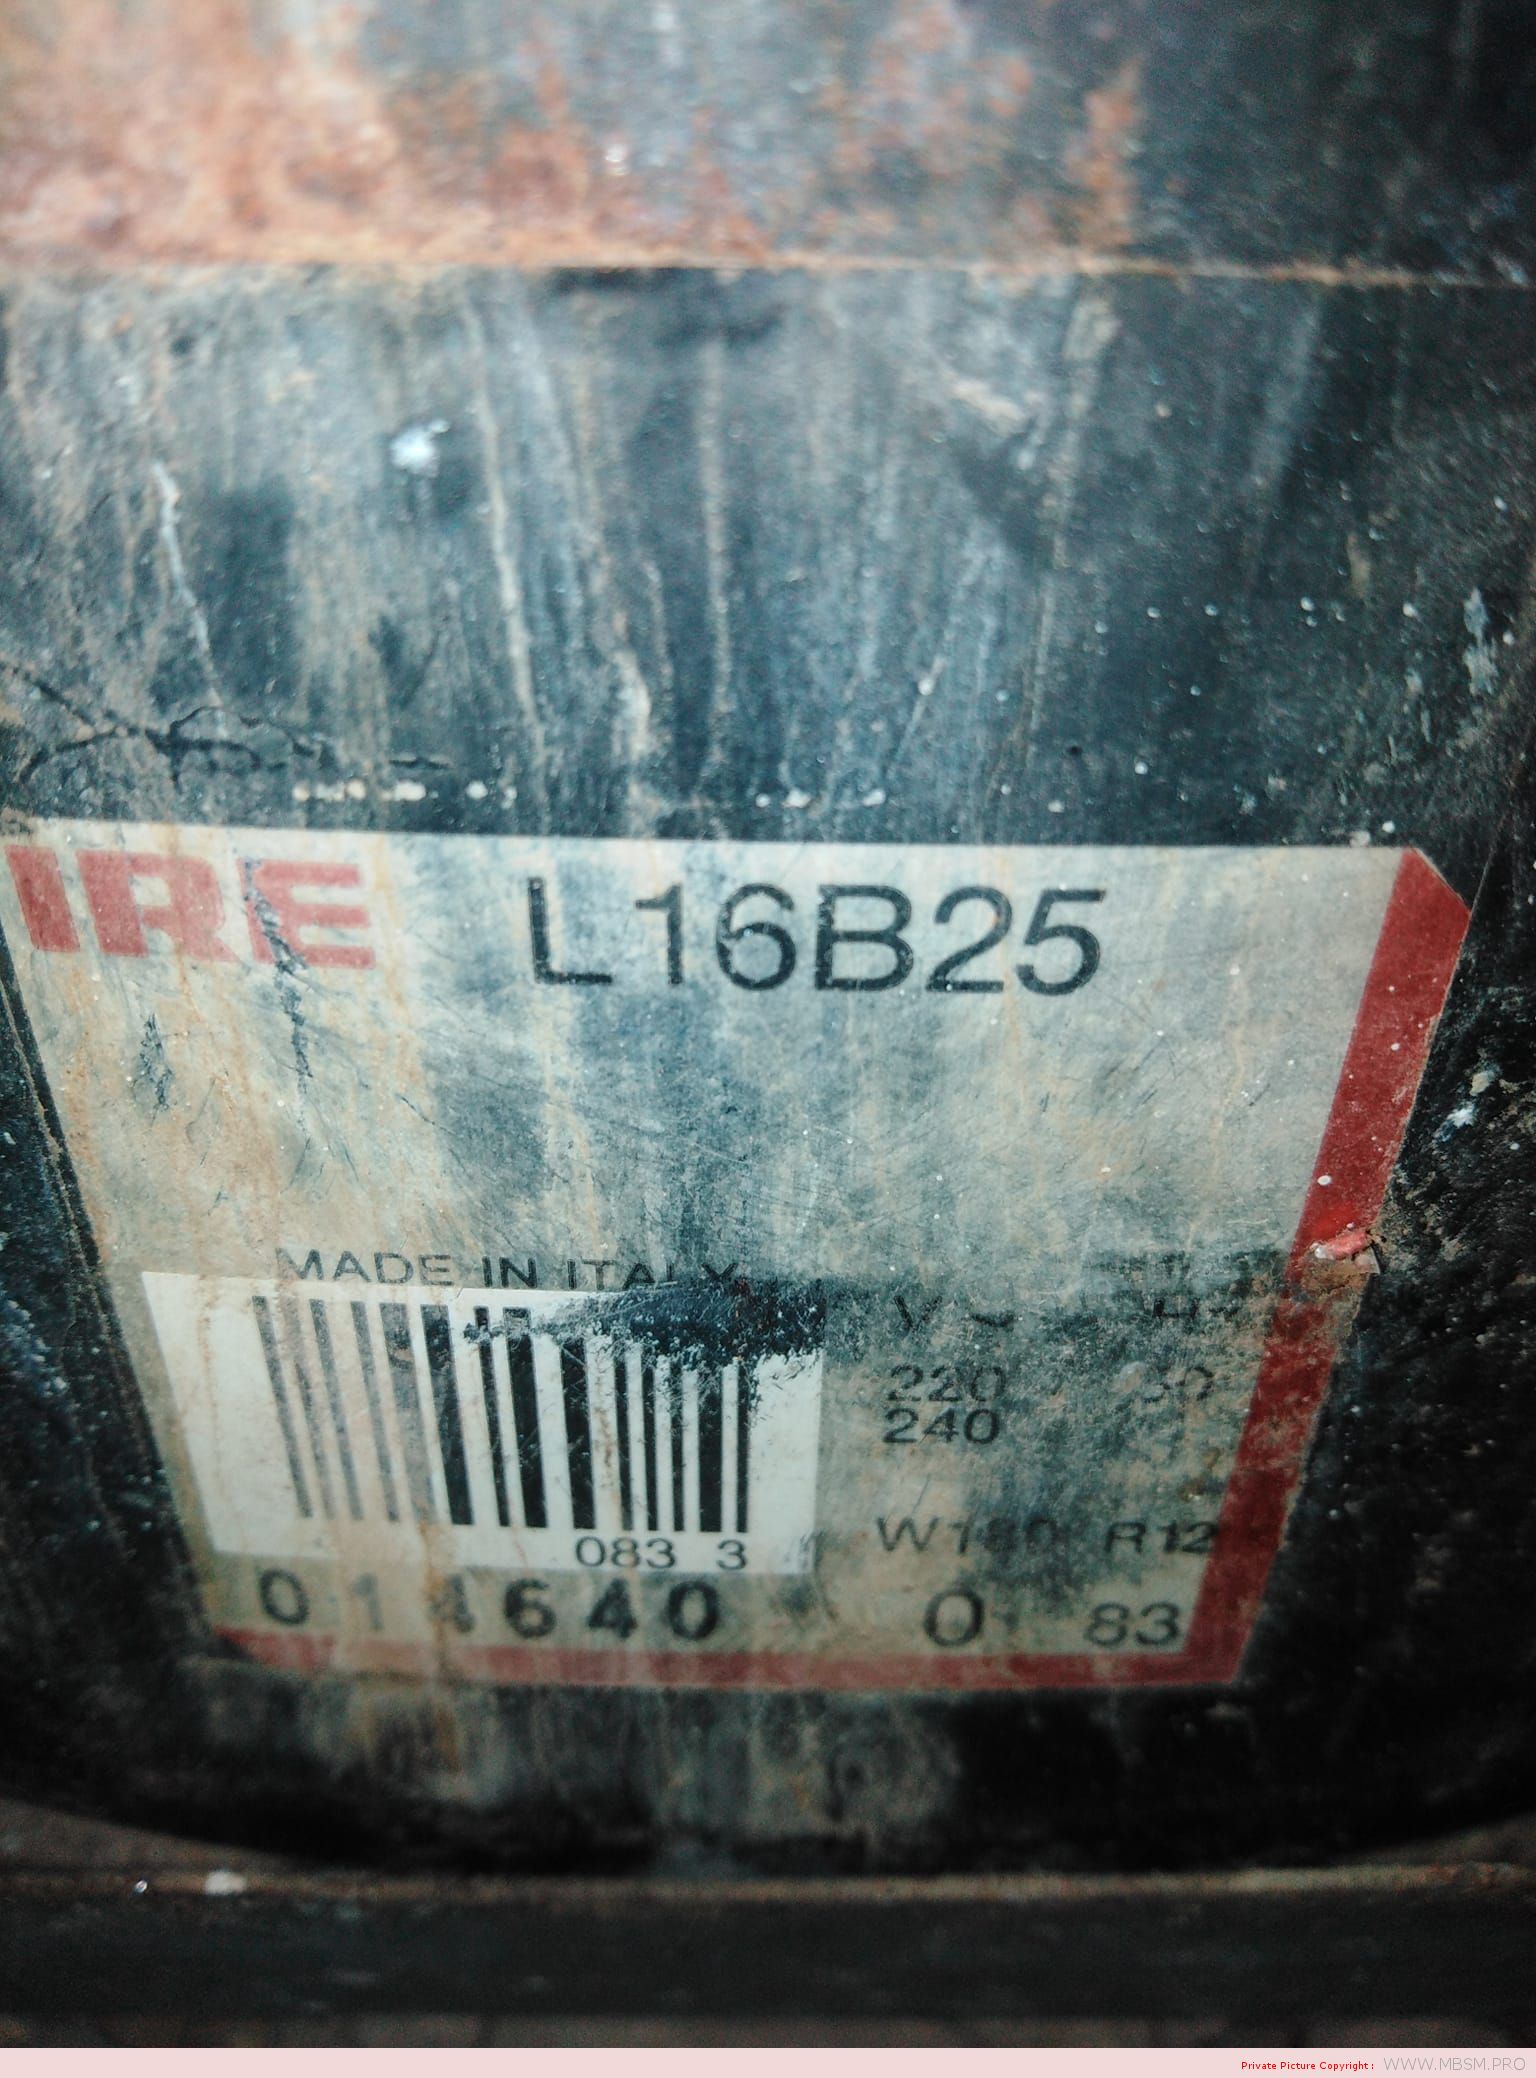 IRE L16B25
MADE IN ITALY
V
220
240
083 3
R12
640 0 83
Private Picture Copyright : WWW.MBSM.PRO